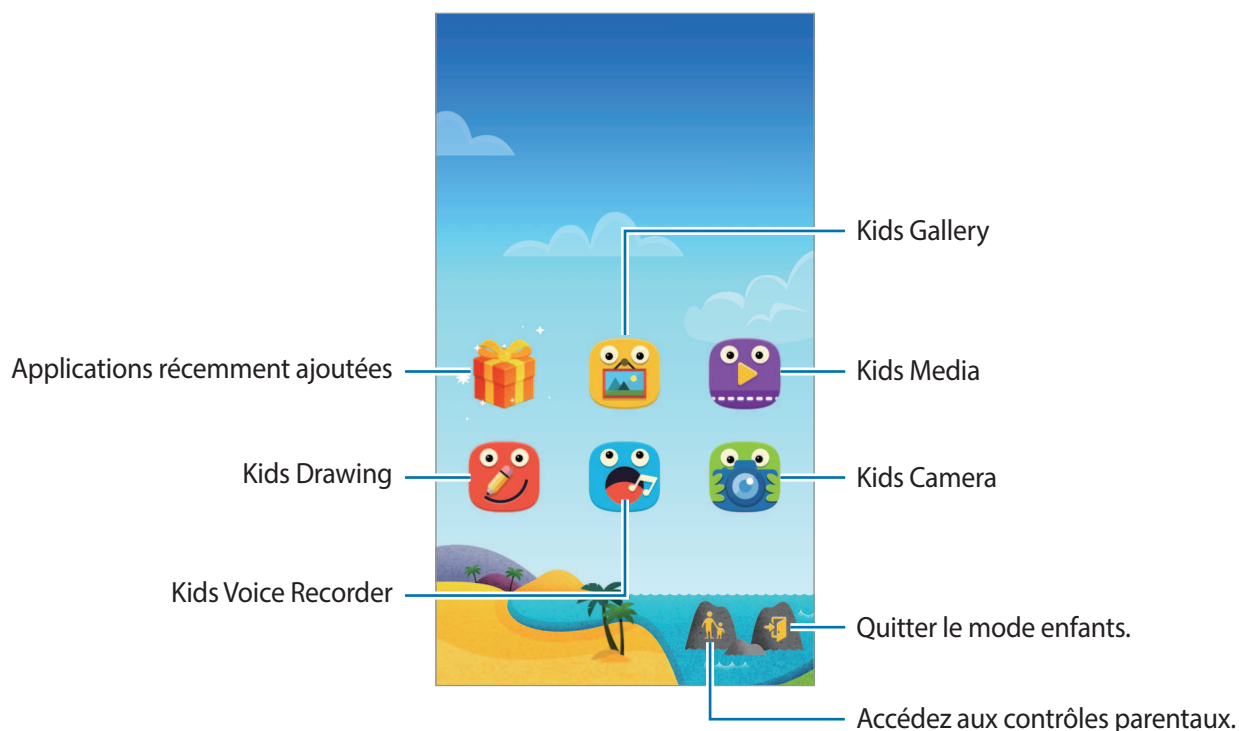 Kids Gallery
Applications récemment ajoutées
Kids Media
Kids Drawing
Kids Camera
Kids Voice Recorder
Quitter le mode enfants.
Accédez aux contrôles parentaux.